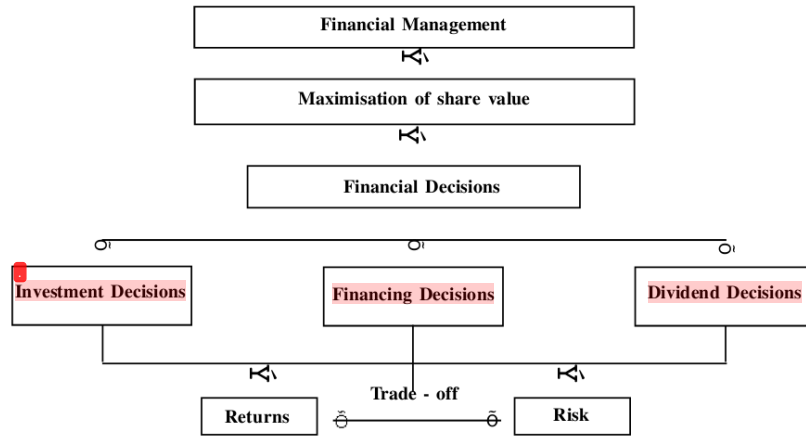 Financial Management
Maximisation of share value
Financial Decisions
Investment Decisions
Financing Decisions
Dividend Decisions
Trade - off
Returns
Risk